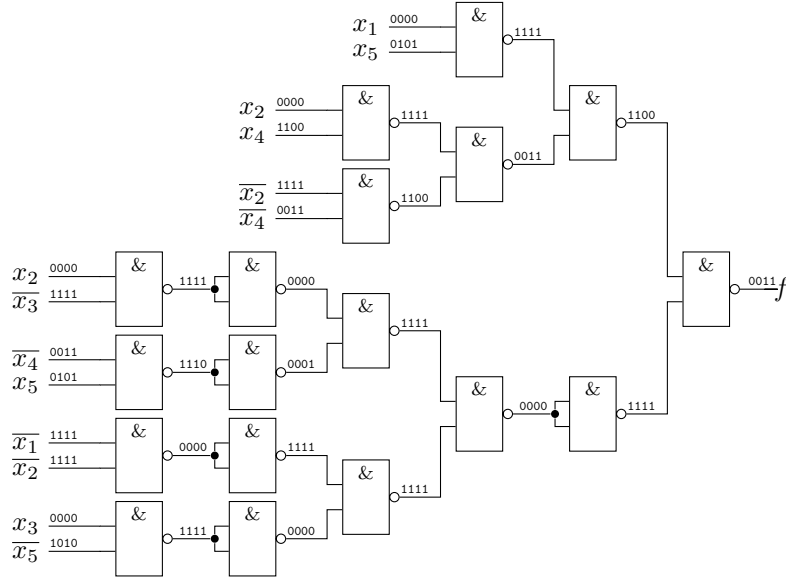 x₁ 0000 & 1111
x₅ 0101
x₂ 0000 & 1111 & 1100
x₄ 1100 & 0011
x̅₂ 1111 & 1100
x̅₄ 0011
x₂ 0000 & 1111 & 0000 & 0011 f
x̅₃ 1111 & 1111
x̅₄ 0011 & 1110 & 0001
x₅ 0101 & 0000 & 1111
x̅₁ 1111 & 0000 & 1111
x̅₂ 1111 & 1111
x₃ 0000 & 1111 & 0000
x̅₅ 1010